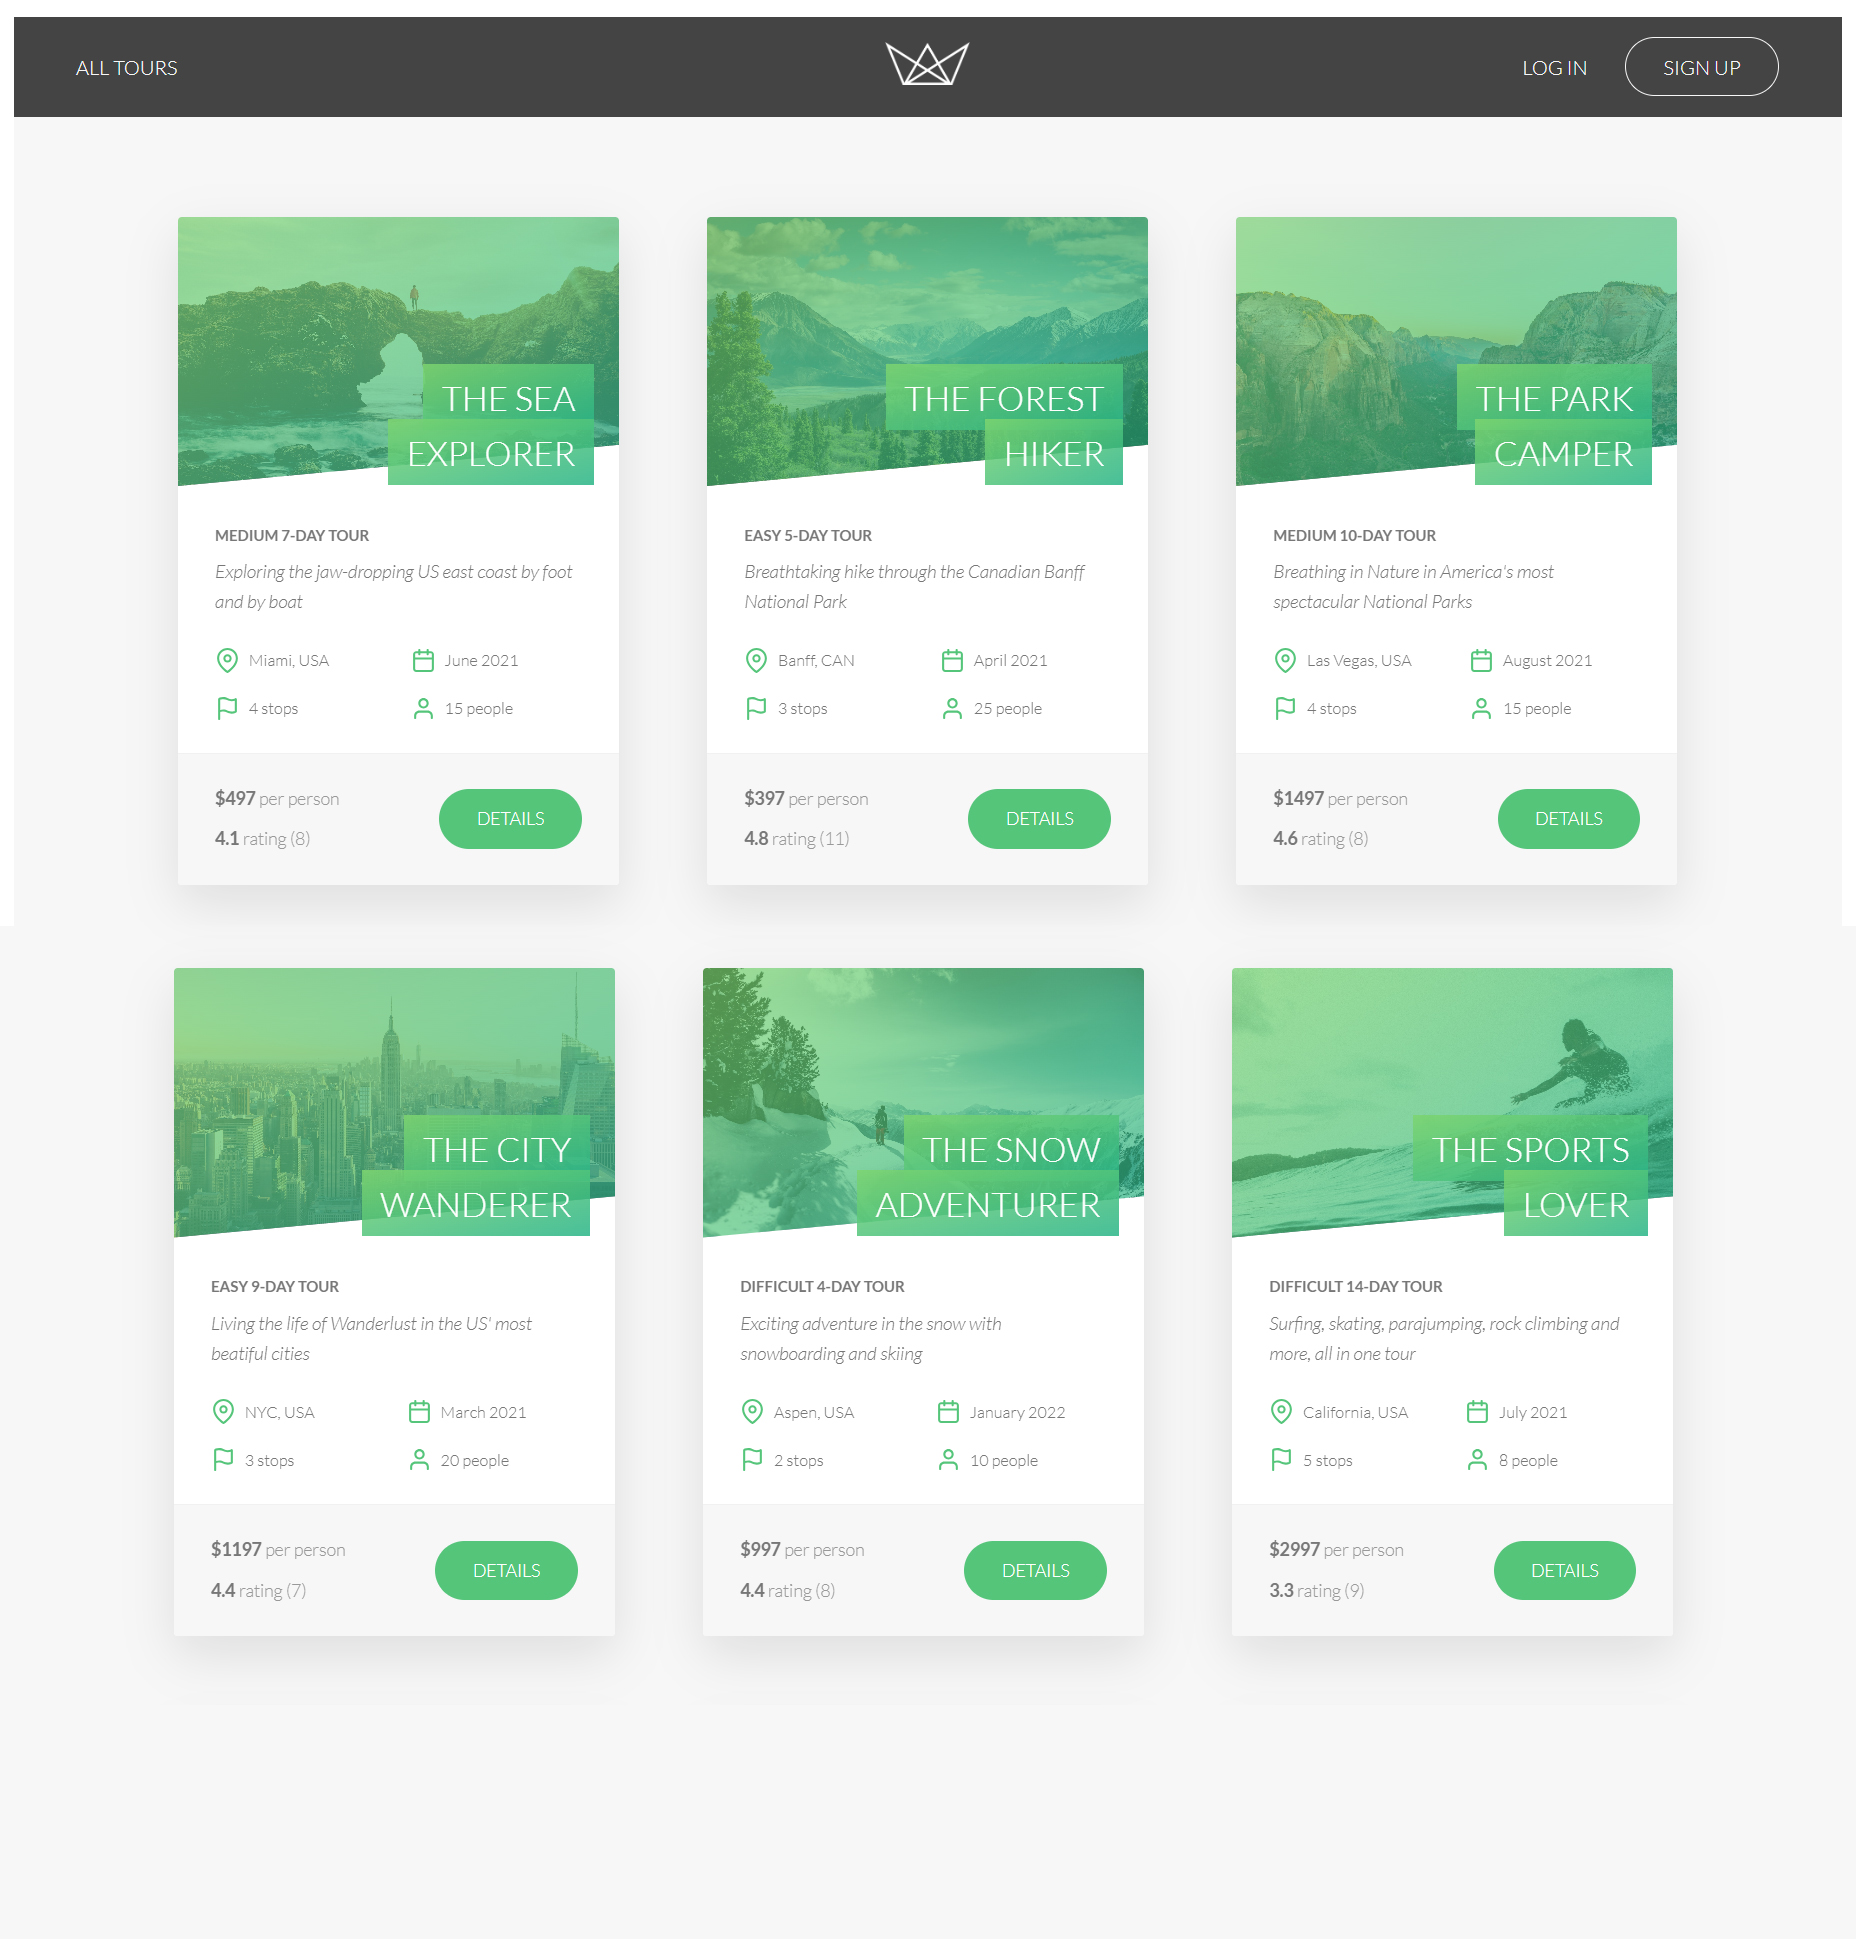 ALL TOURS
LOG IN
SIGN UP
THE SEA
EXPLORER
MEDIUM 7-DAY TOUR
Exploring the jaw-dropping US east coast by foot
and by boat
Miami, USA
June 2021
4 stops
15 people
$497 per person
4.1 rating (8)
DETAILS
THE FOREST
HIKER
EASY 5-DAY TOUR
Breathtaking hike through the Canadian Banff
National Park
Banff, CAN
April 2021
3 stops
25 people
$397 per person
4.8 rating (11)
DETAILS
THE PARK
CAMPER
MEDIUM 10-DAY TOUR
Breathing in Nature in America's most
spectacular National Parks
Las Vegas, USA
August 2021
4 stops
15 people
$1497 per person
4.6 rating (8)
DETAILS
THE CITY
WANDERER
EASY 9-DAY TOUR
Living the life of Wanderlust in the US' most
beatiful cities
NYC, USA
March 2021
3 stops
20 people
$1197 per person
4.4 rating (7)
DETAILS
THE SNOW
ADVENTURER
DIFFICULT 4-DAY TOUR
Exciting adventure in the snow with
snowboarding and skiing
Aspen, USA
January 2022
2 stops
10 people
$997 per person
4.4 rating (8)
DETAILS
THE SPORTS
LOVER
DIFFICULT 14-DAY TOUR
Surfing, skating, parajumping, rock climbing and
more, all in one tour
California, USA
July 2021
5 stops
8 people
$2997 per person
3.3 rating (9)
DETAILS